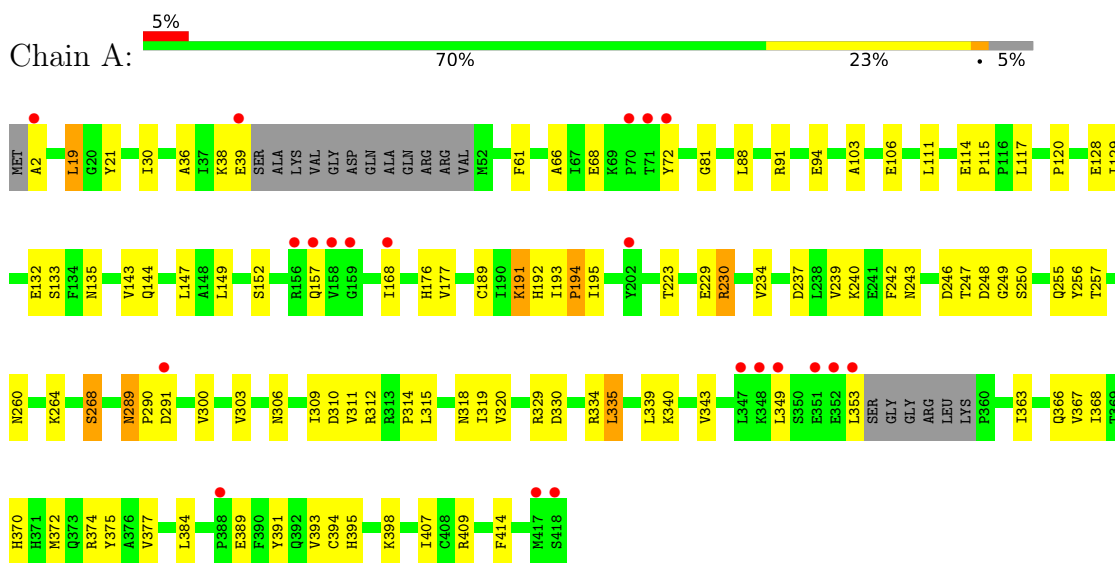 5%
Chain A:
70% 23% • 5%
MET A2 L19 G20 Y21 I30 A36 I37 K38 E39 SER ALA LYS VAL GLY ASP GLN ALA GLN ARG ARG VAL M52 F61 A66 I67 E68 K69 P70 T71 Y72 G81 L88 R91 E94 A103 E106 L111 E114 P115 P116 L117 P120 E128 I129
E132 S133 F134 N135 V143 Q144 L147 A148 L149 S152 R156 Q157 V158 G159 I168 H176 V177 C189 I190 K191 H192 I193 P194 I195 Y202 T223 E229 R230 V234 D237 L238 V239 K240 E241 F242 N243 D246 T247 D248 G249 S250 Q255 Y256 T257
N260 K264 S268 N289 P290 D291 V300 V303 N306 I309 D310 V311 R312 R313 P314 L315 N318 I319 V320 R329 D330 R334 L335 L339 K340 V343 L347 K348 L349 S350 E351 E352 L353 SER GLY GLY ARG LEU LYS P360 I363 Q366 V367 I368 T369
H370 H371 M372 Q373 R374 Y375 A376 V377 L384 P388 E389 F390 Y391 Q392 V393 C394 H395 K398 I407 C408 R409 F414 M417 S418